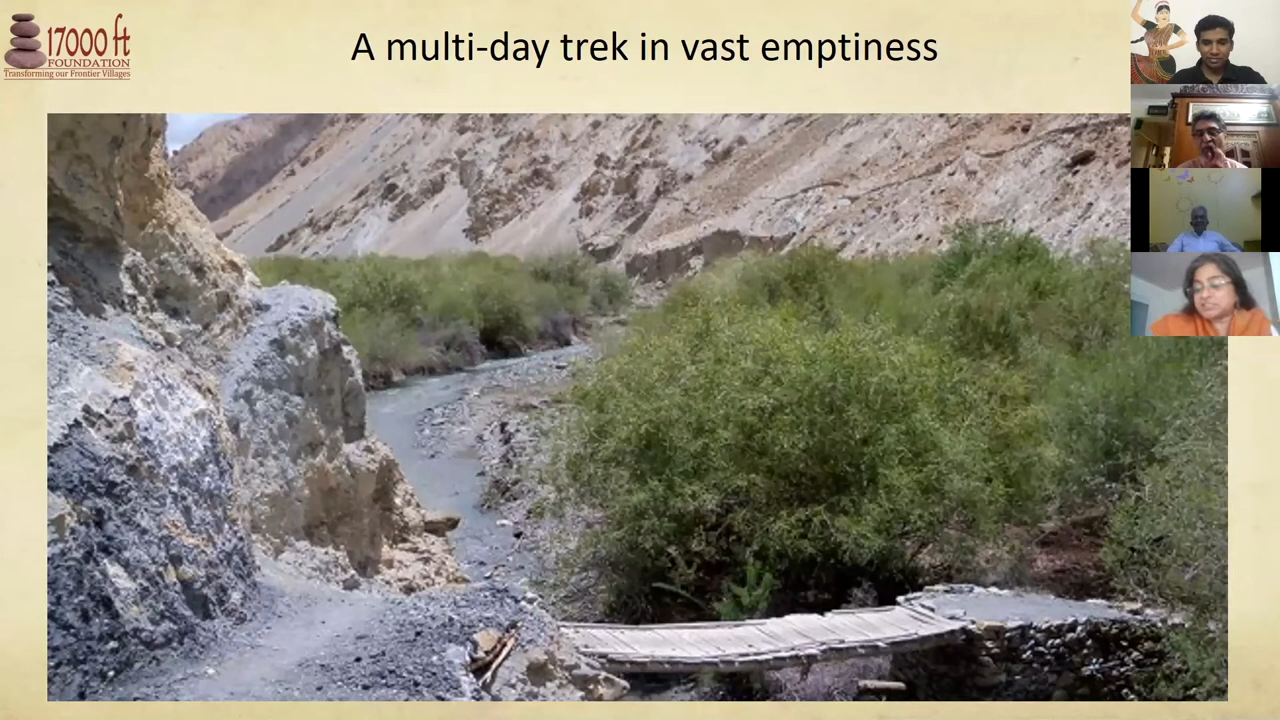 17000 ft
FOUNDATION
Transforming our Frontier Villages
A multi-day trek in vast emptiness